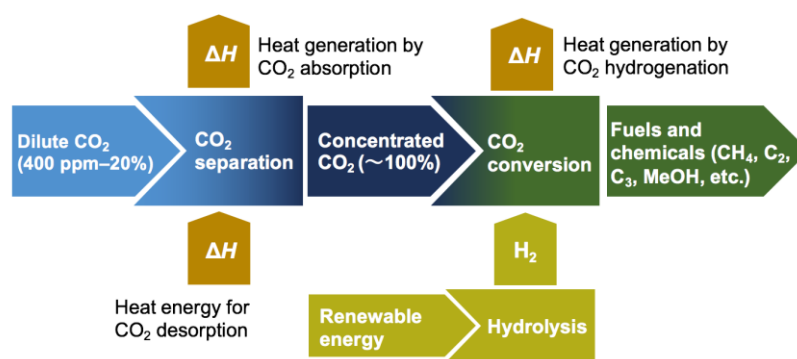 ΔH
Heat generation by
CO₂ absorption
ΔH
Heat generation by
CO₂ hydrogenation
Dilute CO₂
(400 ppm–20%)
CO₂
separation
Concentrated
CO₂ (～100%)
CO₂
conversion
Fuels and
chemicals (CH₄, C₂,
C₃, MeOH, etc.)
ΔH
Heat energy for
CO₂ desorption
H₂
Renewable
energy
Hydrolysis